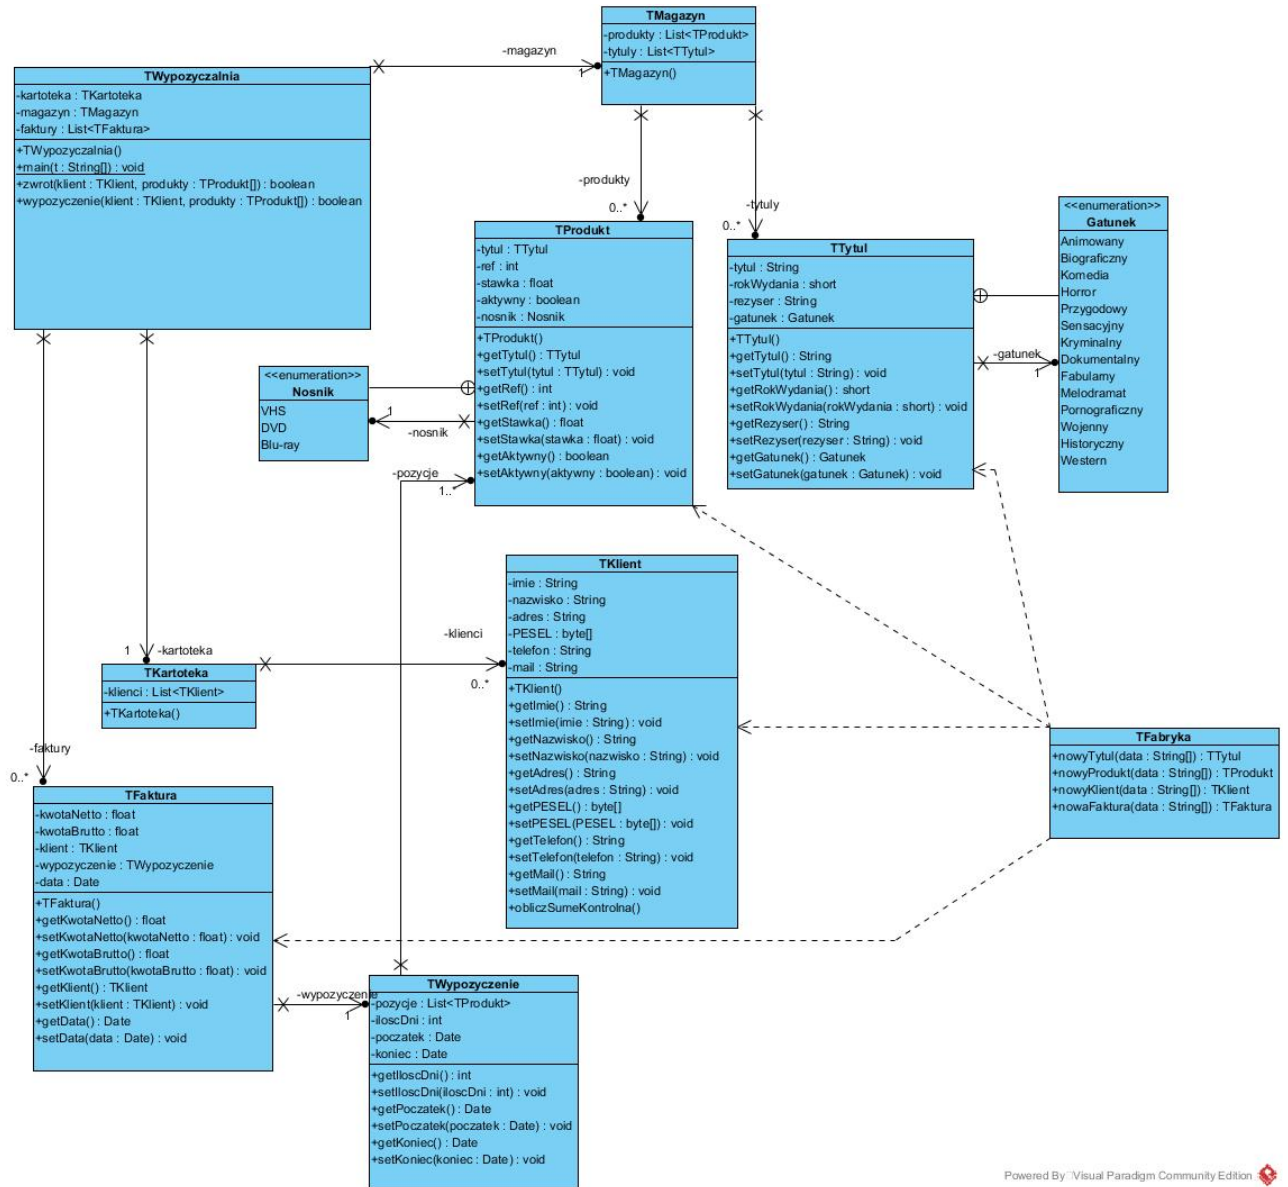 TMagazyn
-produkty : List<TProdukt>
-tytuly : List<TTytul>
+TMagazyn()
-magazyn
1
TWypozyczalnia
-kartoteka : TKartoteka
-magazyn : TMagazyn
-faktury : List<TFaktura>
+TWypozyczalnia()
+main(t : String[]) : void
+zwrot(klient : TKlient, produkty : TProdukt[]) : boolean
+wypozyczenie(klient : TKlient, produkty : TProdukt[]) : boolean
-produkty
0..*
-tytuly
0..*
TProdukt
-tytul : TTytul
-ref : int
-stawka : float
-aktywny : boolean
-nosnik : Nosnik
+TProdukt()
+getTytul() : TTytul
+setTytul(tytul : TTytul) : void
+getRef() : int
+setRef(ref : int) : void
+getStawka() : float
+setStawka(stawka : float) : void
+getAktywny() : boolean
+setAktywny(aktywny : boolean) : void
TTytul
-tytul : String
-rokWydania : short
-rezyser : String
-gatunek : Gatunek
+TTytul()
+getTytul() : String
+setTytul(tytul : String) : void
+getRokWydania() : short
+setRokWydania(rokWydania : short) : void
+getRezyser() : String
+setRezyser(rezyser : String) : void
+getGatunek() : Gatunek
+setGatunek(gatunek : Gatunek) : void
<<enumeration>>
Gatunek
Animowany
Biograficzny
Komedia
Horror
Przygodowy
Sensacyjny
Kryminalny
Dokumentalny
Fabularny
Melodramat
Pornograficzny
Wojenny
Historyczny
Western
-gatunek
1
<<enumeration>>
Nosnik
VHS
DVD
Blu-ray
1
-nosnik
-pozycje
1..*
TKlient
-imie : String
-nazwisko : String
-adres : String
-PESEL : byte[]
-telefon : String
-mail : String
+TKlient()
+getImie() : String
+setImie(imie : String) : void
+getNazwisko() : String
+setNazwisko(nazwisko : String) : void
+getAdres() : String
+setAdres(adres : String) : void
+getPESEL() : byte[]
+setPESEL(PESEL : byte[]) : void
+getTelefon() : String
+setTelefon(telefon : String) : void
+getMail() : String
+setMail(mail : String) : void
+obliczSumeKontrolna()
-klienci
0..*
1
-kartoteka
TKartoteka
-klienci : List<TKlient>
+TKartoteka()
TFabryka
+nowyTytul(data : String[]) : TTytul
+nowyProdukt(data : String[]) : TProdukt
+nowyKlient(data : String[]) : TKlient
+nowaFaktura(data : String[]) : TFaktura
-faktury
0..*
TFaktura
-kwotaNetto : float
-kwotaBrutto : float
-klient : TKlient
-wypozyczenie : TWypozyczenie
-data : Date
+TFaktura()
+getKwotaNetto() : float
+setKwotaNetto(kwotaNetto : float) : void
+getKwotaBrutto() : float
+setKwotaBrutto(kwotaBrutto : float) : void
+getKlient() : TKlient
+setKlient(klient : TKlient) : void
+getData() : Date
+setData(data : Date) : void
-wypozyczenie
1
TWypozyczenie
-pozycje : List<TProdukt>
-iloscDni : int
-poczatek : Date
-koniec : Date
+getIloscDni() : int
+setIloscDni(iloscDni : int) : void
+getPoczatek() : Date
+setPoczatek(poczatek : Date) : void
+getKoniec() : Date
+setKoniec(koniec : Date) : void
Powered By Visual Paradigm Community Edition